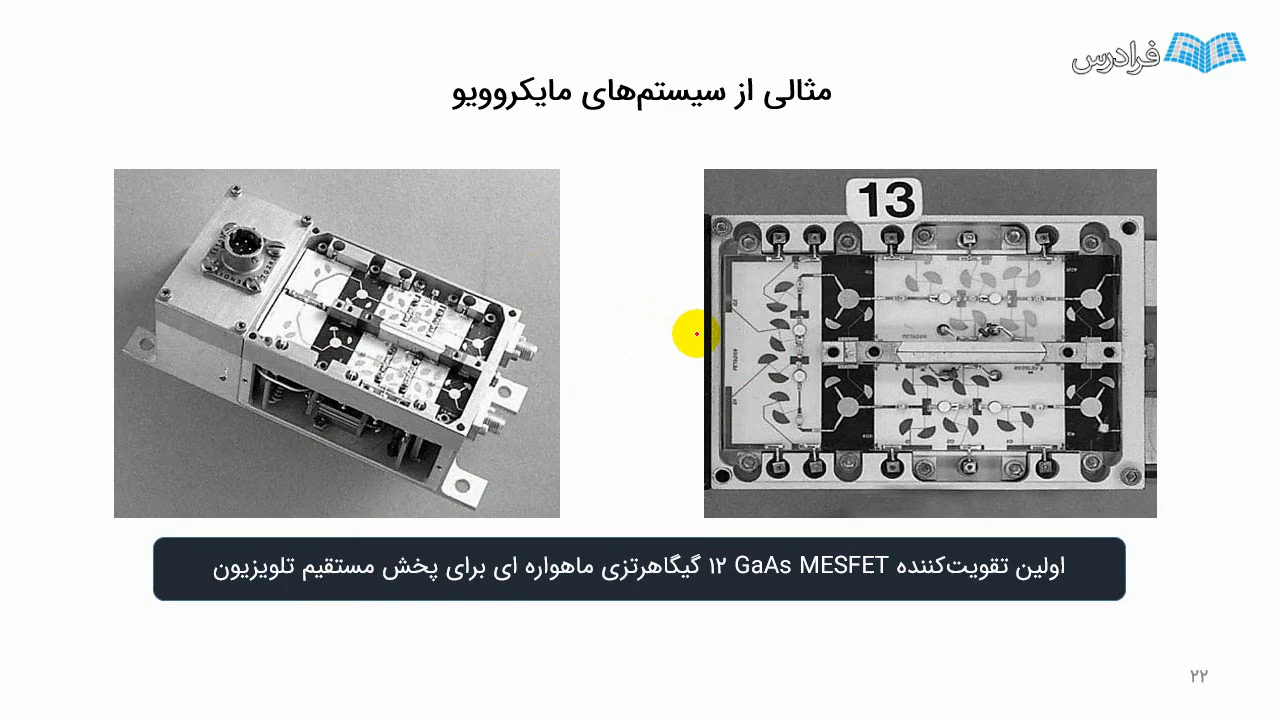 فرادرس
مثالی از سیستم‌های مایکروویو
13
اولین تقویت‌کننده GaAs MESFET ۱۲ گیگاهرتزی ماهواره ای برای پخش مستقیم تلویزیون
۲۲